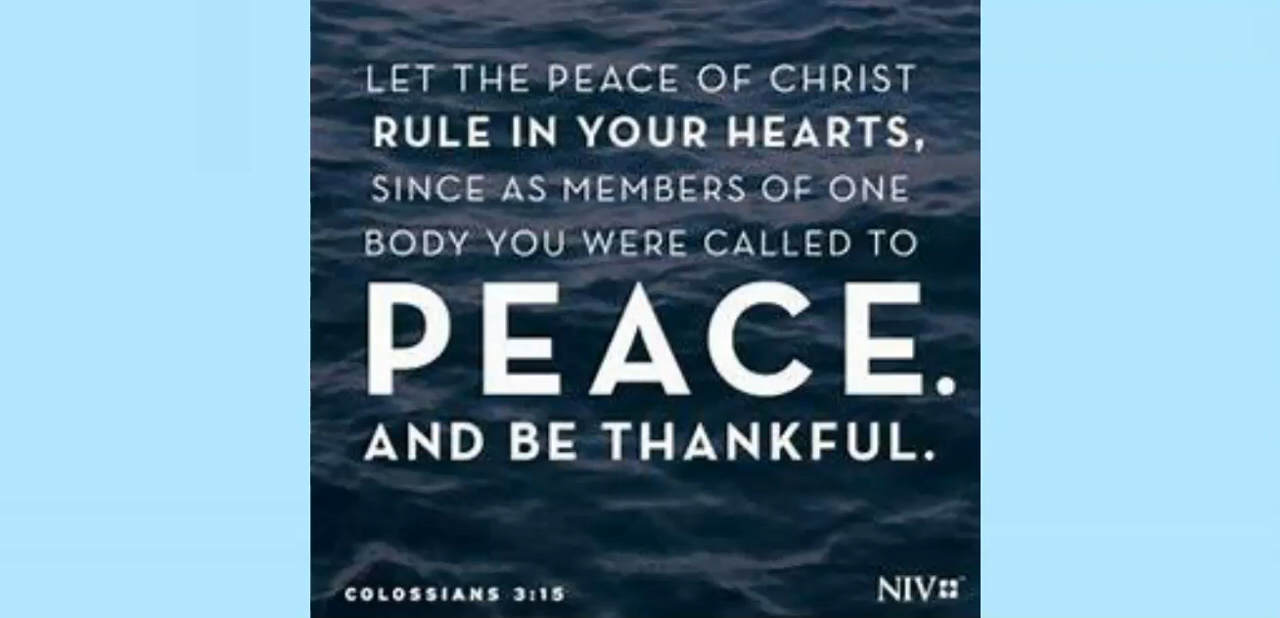 LET THE PEACE OF CHRIST
RULE IN YOUR HEARTS,
SINCE AS MEMBERS OF ONE
BODY YOU WERE CALLED TO
PEACE.
AND BE THANKFUL.
COLOSSIANS 3:15
NIV